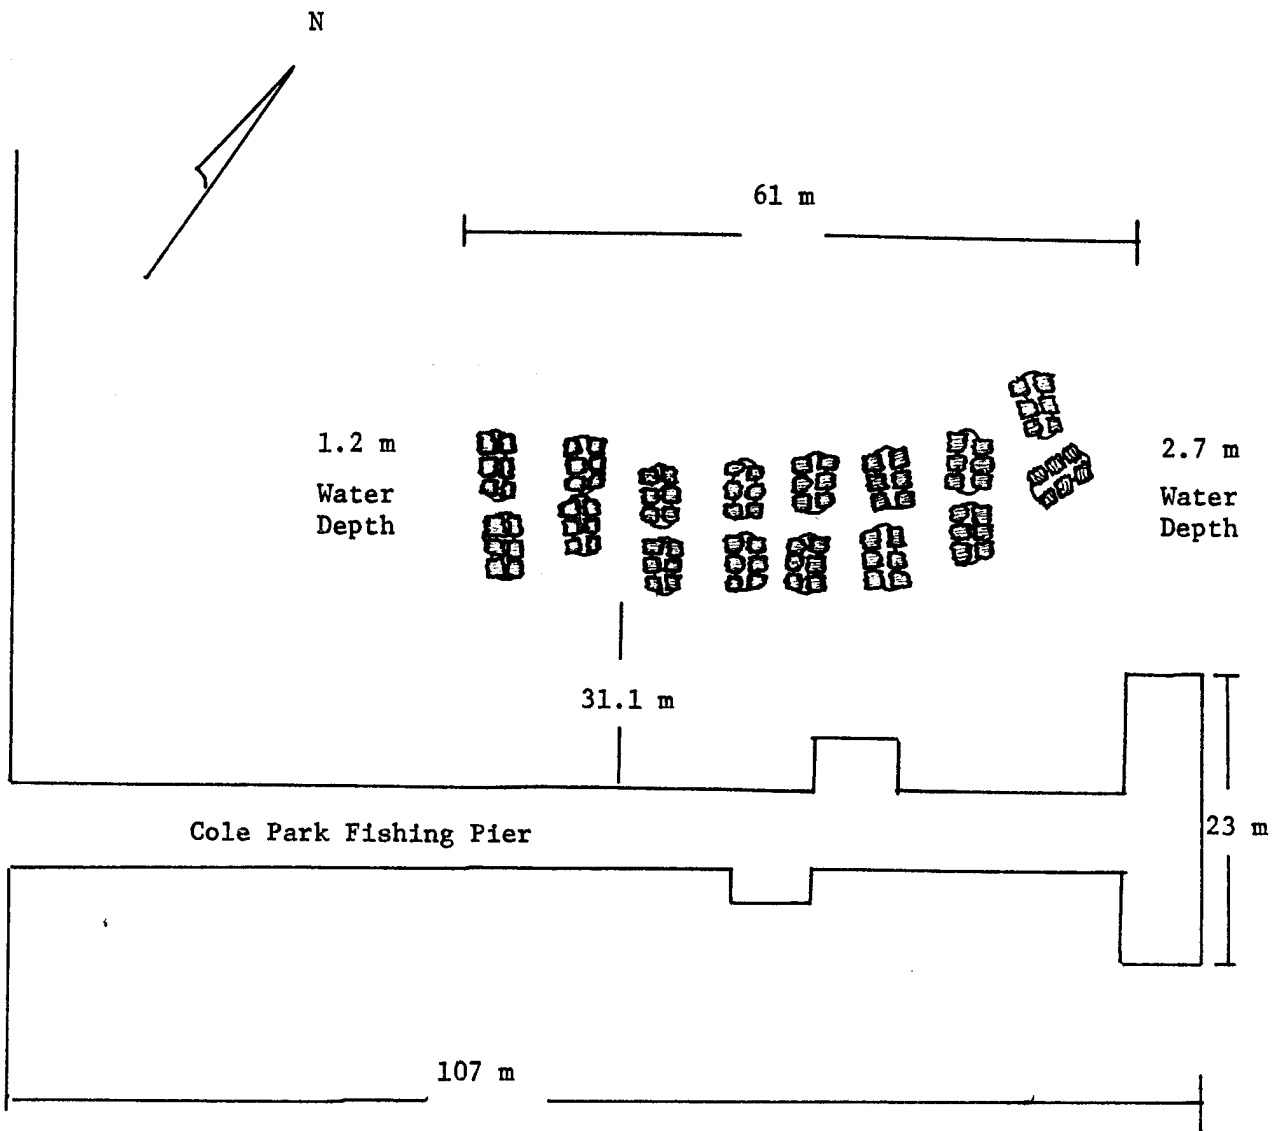 N
61 m
1.2 m
Water
Depth
2.7 m
Water
Depth
31.1 m
Cole Park Fishing Pier
23 m
107 m